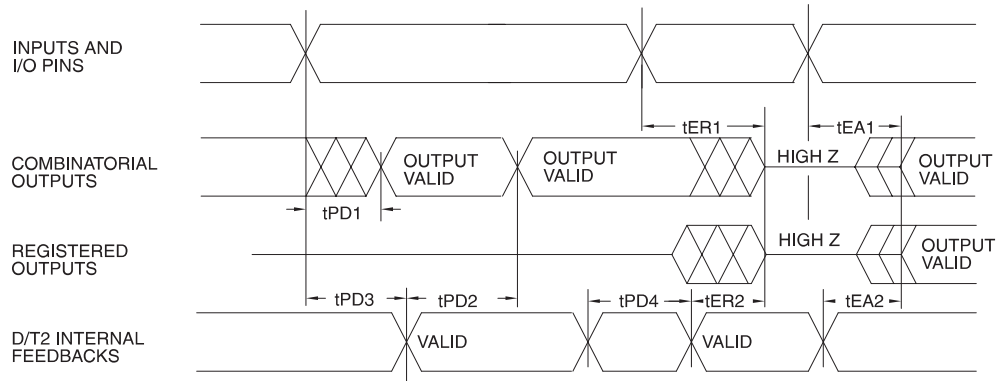 INPUTS AND
I/O PINS
tER1
tEA1
COMBINATORIAL
OUTPUTS
OUTPUT
VALID
OUTPUT
VALID
HIGH Z
OUTPUT
VALID
tPD1
REGISTERED
OUTPUTS
HIGH Z
OUTPUT
VALID
tPD3
tPD2
tPD4
tER2
tEA2
D/T2 INTERNAL
FEEDBACKS
VALID
VALID